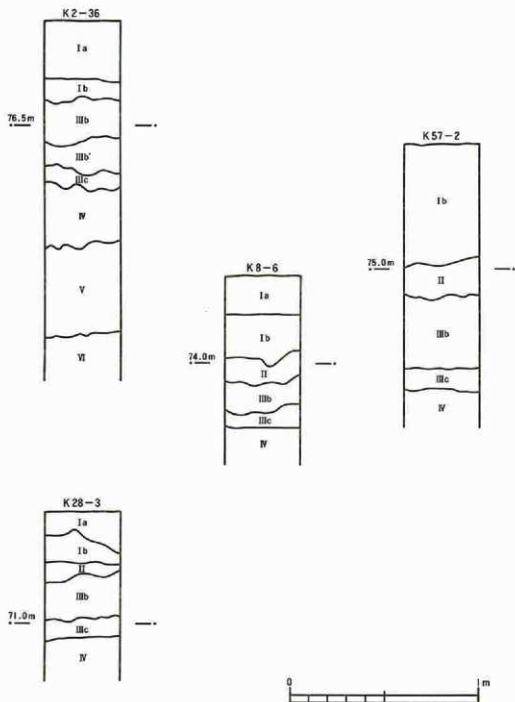 K2-36
Ia
Ib
76.5m
IIIb
IIIb'
IIIc
IV
V
VI
K57-2
Ib
75.0m
II
IIIb
IIIc
IV
K8-6
Ia
Ib
74.0m
II
IIIb
IIIc
IV
K28-3
Ia
Ib
II
IIIb
71.0m
IIIc
IV
0 1m